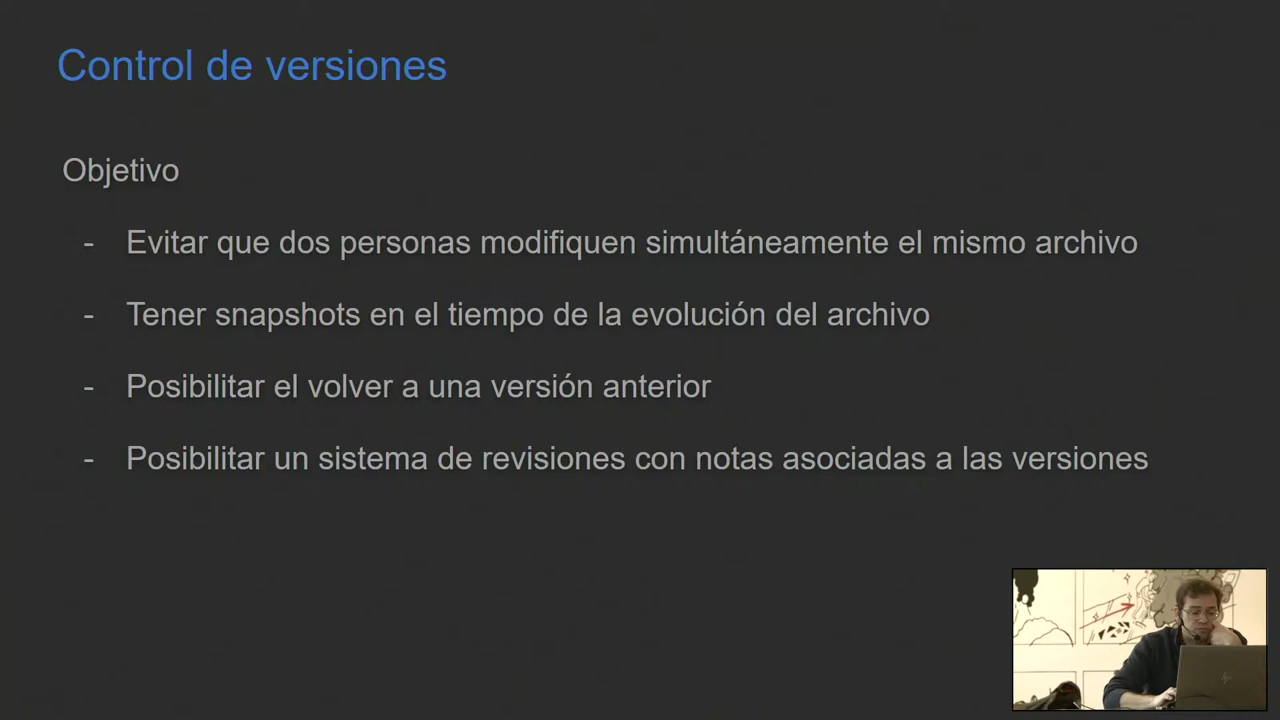 Control de versiones
Objetivo
- Evitar que dos personas modifiquen simultáneamente el mismo archivo
- Tener snapshots en el tiempo de la evolución del archivo
- Posibilitar el volver a una versión anterior
- Posibilitar un sistema de revisiones con notas asociadas a las versiones